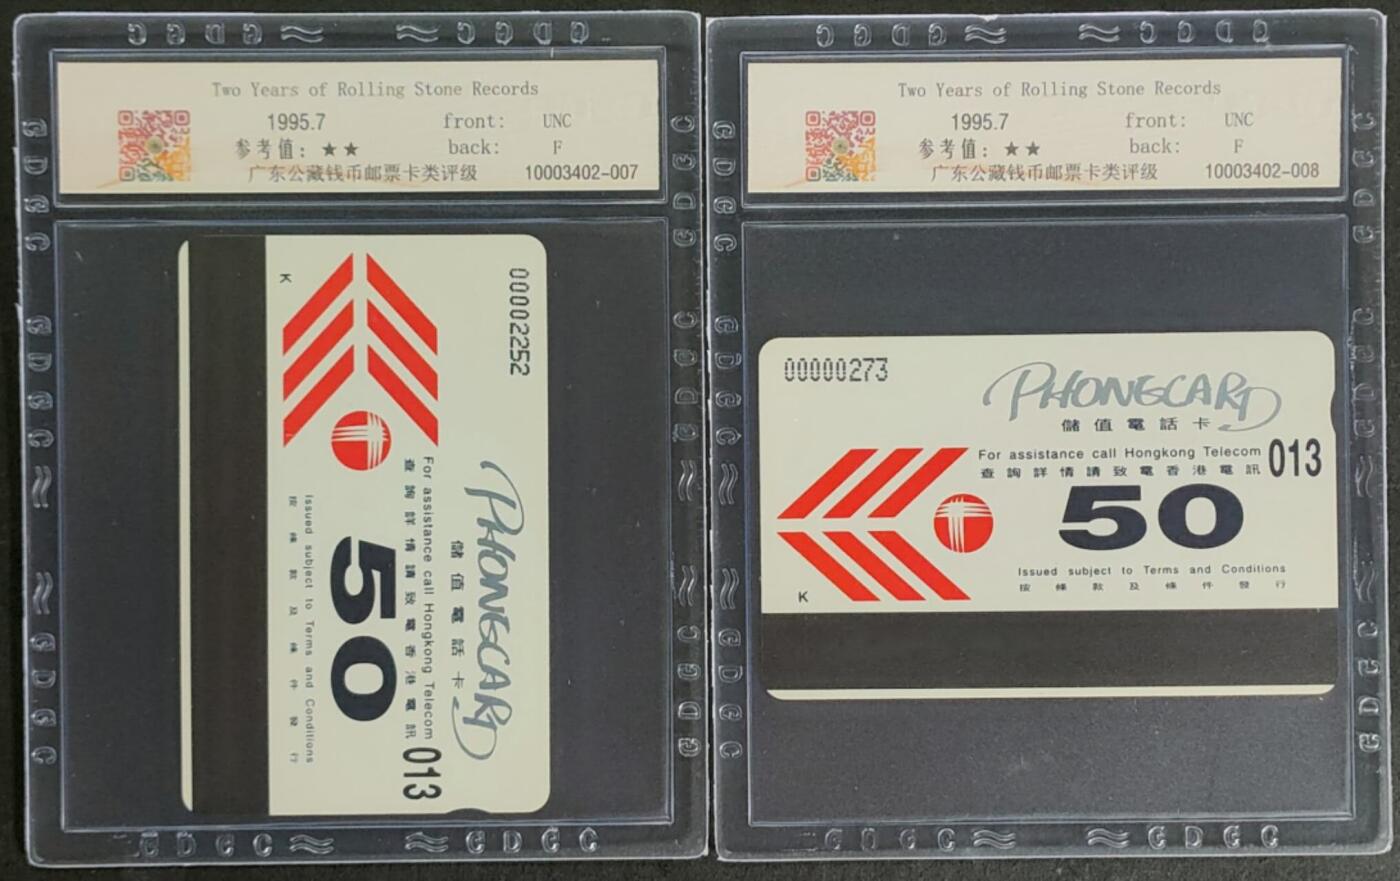 Two Years of Rolling Stone Records
1995.7 front: UNC
参考值：★★ back: F
广东公藏钱币邮票卡类评级 10003402-007
00002252
PHONECARD
儲值電話卡
For assistance call Hongkong Telecom
查詢詳情請致電香港電訊 013
50
Issued subject to Terms and Conditions
按條款及條件發行
K
Two Years of Rolling Stone Records
1995.7 front: UNC
参考值：★★ back: F
广东公藏钱币邮票卡类评级 10003402-008
00000273
PHONECARD
儲值電話卡
For assistance call Hongkong Telecom
查詢詳情請致電香港電訊 013
50
Issued subject to Terms and Conditions
按條款及條件發行
K